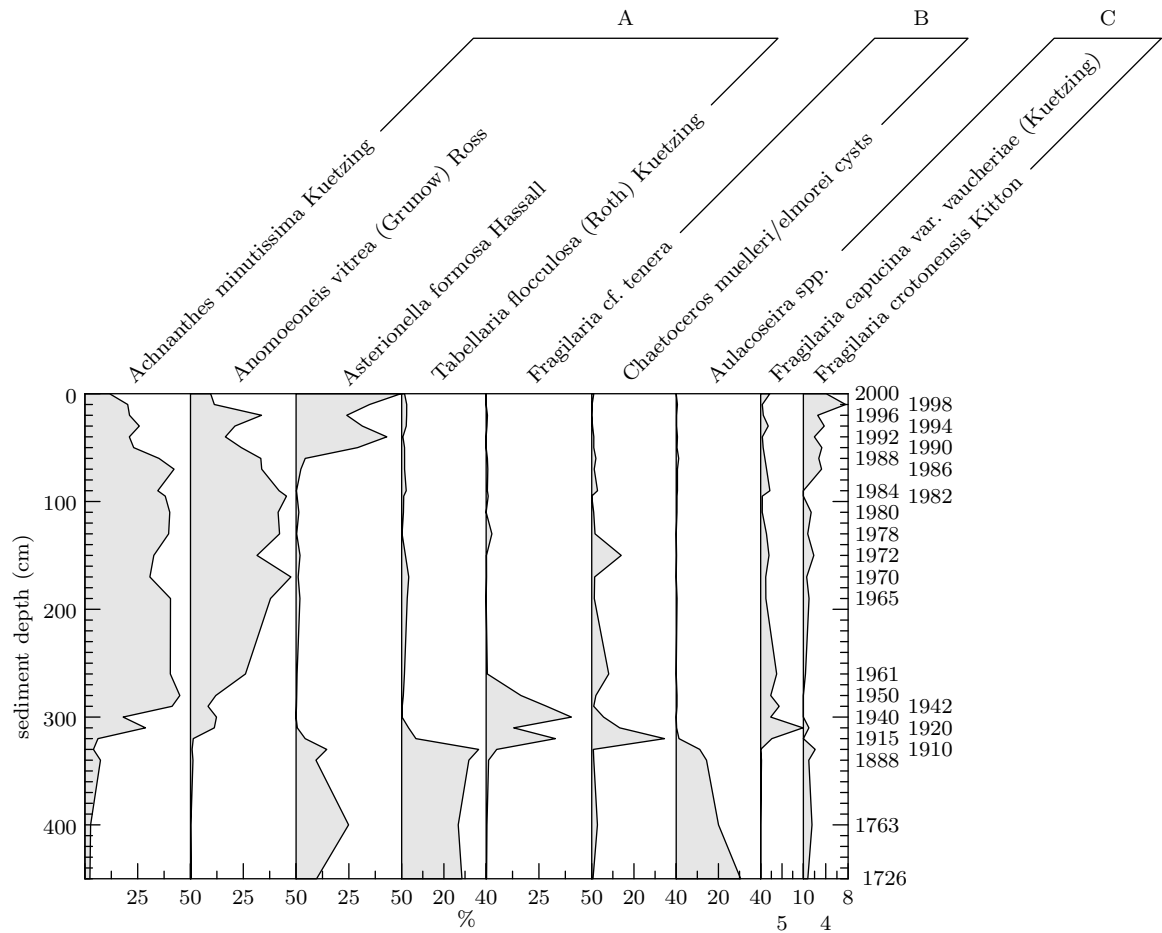 A
B
C
Achnanthes minutissima Kuetzing
Anomoeoneis vitrea (Grunow) Ross
Asterionella formosa Hassall
Tabellaria flocculosa (Roth) Kuetzing
Fragilaria cf. tenera
Chaetoceros muelleri/elmorei cysts
Aulacoseira spp.
Fragilaria capucina var. vaucheriae (Kuetzing)
Fragilaria crotonensis Kitton
sediment depth (cm)
0
100
200
300
400
2000
1998
1996
1994
1992
1990
1988
1986
1984
1982
1980
1978
1972
1970
1965
1961
1950
1942
1940
1920
1915
1910
1888
1763
1726
25 50 25 50 25 50 20 40 25 50 20 40 20 40 10 8
5 4
%